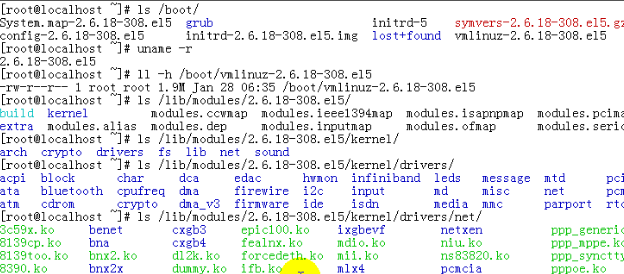 [root@localhost ~]# ls /boot/
System.map-2.6.18-308.el5 grub initrd-5 symvers-2.6.18-308.el5.gz
config-2.6.18-308.el5 initrd-2.6.18-308.el5.img lost+found vmlinuz-2.6.18-308.el5
[root@localhost ~]# uname -r
2.6.18-308.el5
[root@localhost ~]# ll -h /boot/vmlinuz-2.6.18-308.el5
-rw-r--r-- 1 root root 1.9M Jan 28 06:35 /boot/vmlinuz-2.6.18-308.el5
[root@localhost ~]# ls /lib/modules/2.6.18-308.el5/
build kernel modules.ccwmap modules.ieee1394map modules.isapnpmap modules.pcima
extra modules.alias modules.dep modules.inputmap modules.ofmap modules.seric
[root@localhost ~]# ls /lib/modules/2.6.18-308.el5/kernel/
arch crypto drivers fs lib net sound
[root@localhost ~]# ls /lib/modules/2.6.18-308.el5/kernel/drivers/
acpi block char dca edac hwmon infiniband leds message mtd pci
ata bluetooth cpufreq dma firewire i2c input md misc net pcm
atm cdrom crypto dma_v3 firmware ide isdn media mmc parport rtc
[root@localhost ~]# ls /lib/modules/2.6.18-308.el5/kernel/drivers/net/
3c59x.ko benet cxgb3 epic100.ko ixgbevf netxen ppp_generic
8139cp.ko bna cxgb4 fealnx.ko mdio.ko niu.ko ppp_mppe.ko
8139too.ko bnx2.ko dl2k.ko forcedeth.ko mii.ko ns83820.ko ppp_synctty
8390.ko bnx2x dummy.ko ifb.ko mlx4 pcmcia pppoe.ko